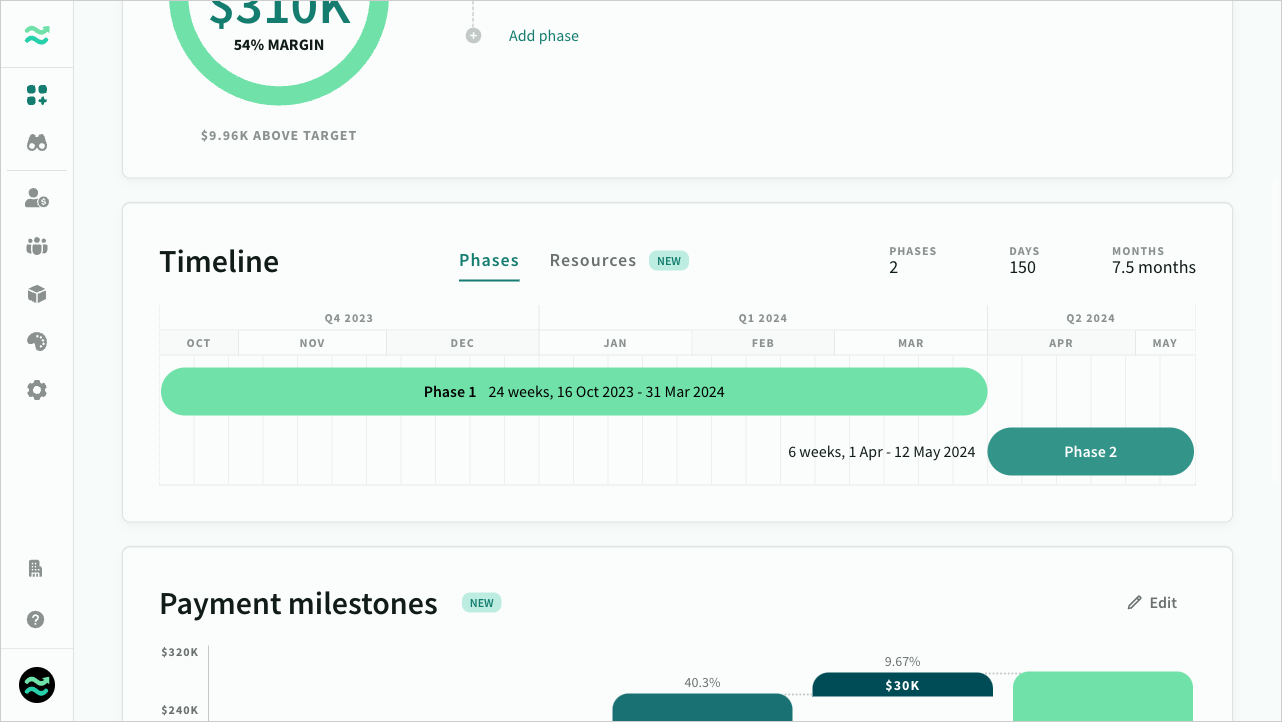 $310K
54% MARGIN
$9.96K ABOVE TARGET
Add phase
Timeline
Phases
Resources
NEW
PHASES
2
DAYS
150
MONTHS
7.5 months
Q4 2023
Q1 2024
Q2 2024
OCT
NOV
DEC
JAN
FEB
MAR
APR
MAY
Phase 1 24 weeks, 16 Oct 2023 - 31 Mar 2024
6 weeks, 1 Apr - 12 May 2024
Phase 2
Payment milestones
NEW
Edit
$320K
9.67%
40.3%
$30K
$240K